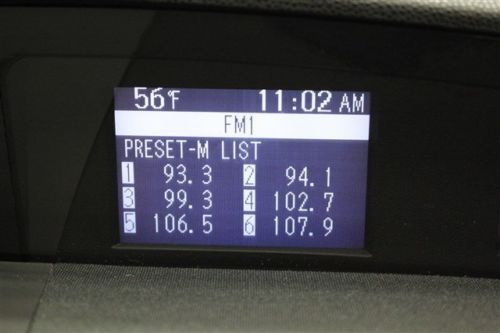 56°F 11:02 AM
FM1
PRESET-M LIST
1 93.3 2 94.1
3 99.3 4 102.7
5 106.5 6 107.9